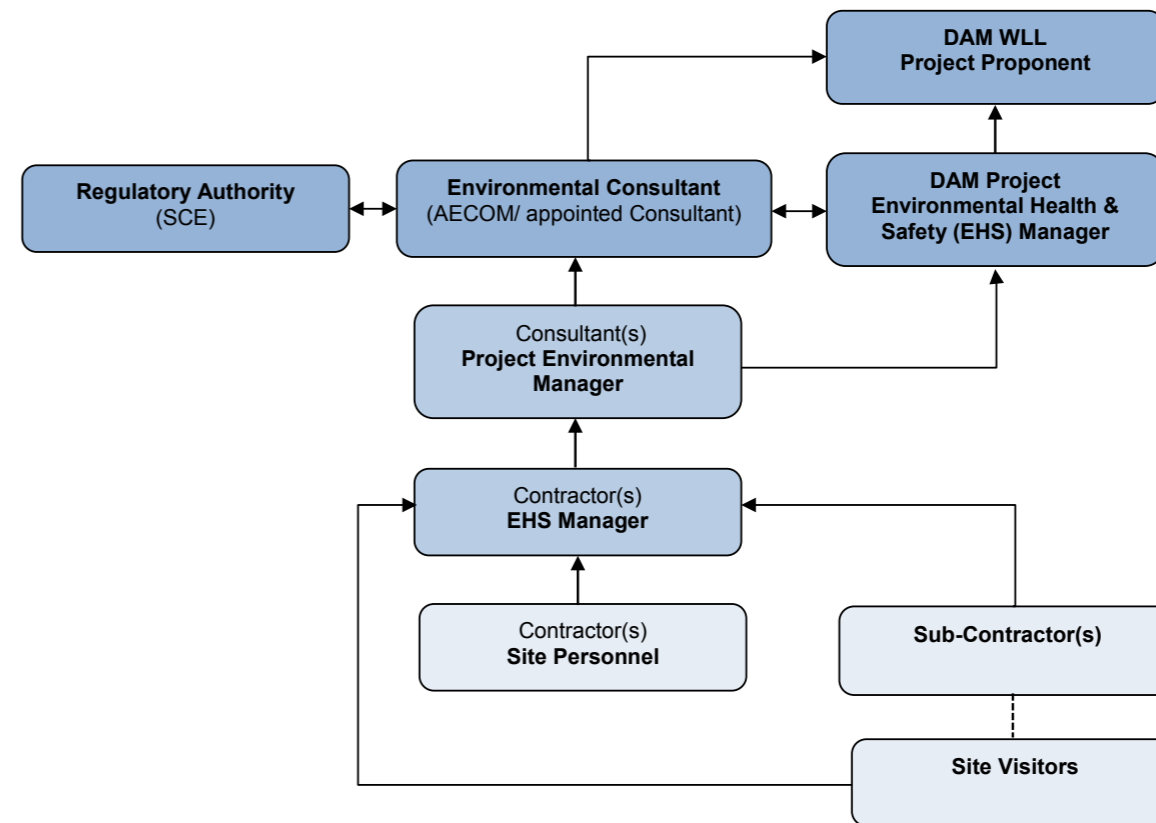 DAM WLL
Project Proponent
Regulatory Authority
(SCE)
Environmental Consultant
(AECOM/ appointed Consultant)
DAM Project
Environmental Health &
Safety (EHS) Manager
Consultant(s)
Project Environmental
Manager
Contractor(s)
EHS Manager
Contractor(s)
Site Personnel
Sub-Contractor(s)
Site Visitors